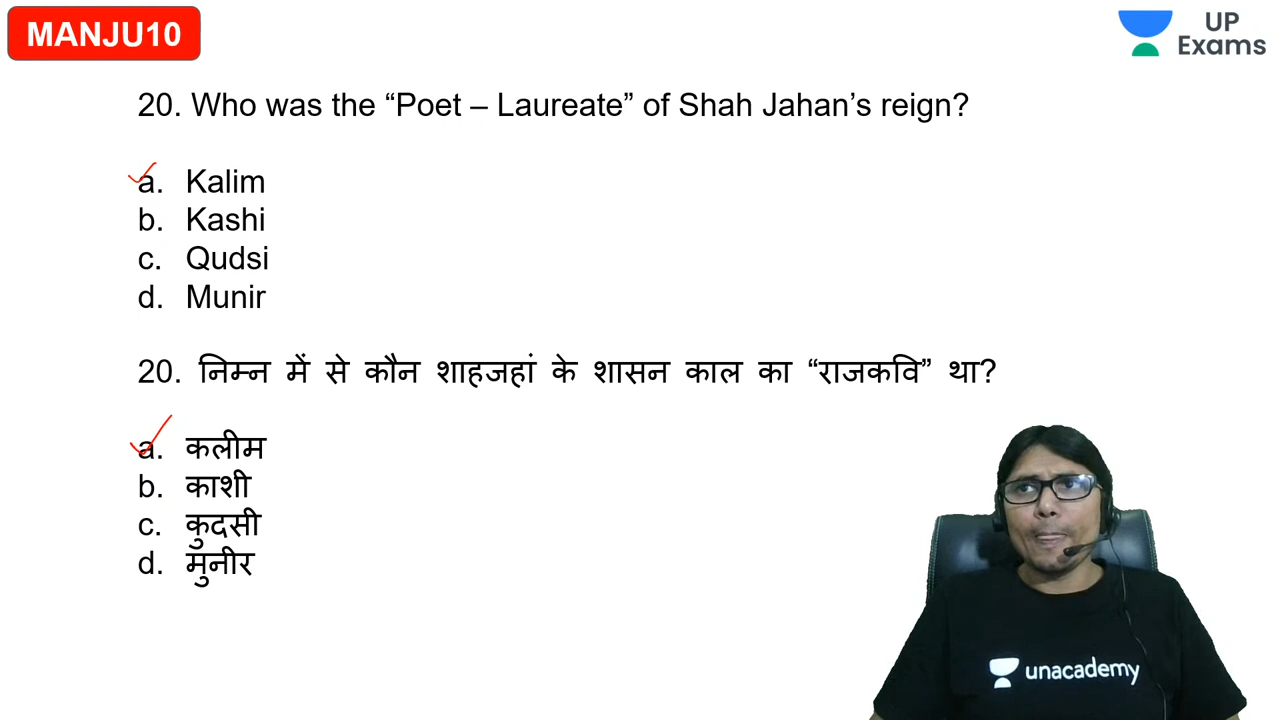 MANJU10
UP
Exams
20. Who was the “Poet – Laureate” of Shah Jahan’s reign?
a. Kalim
b. Kashi
c. Qudsi
d. Munir
20. निम्न में से कौन शाहजहां के शासन काल का “राजकवि” था?
a. कलीम
b. काशी
c. कुदसी
d. मुनीर
unacademy